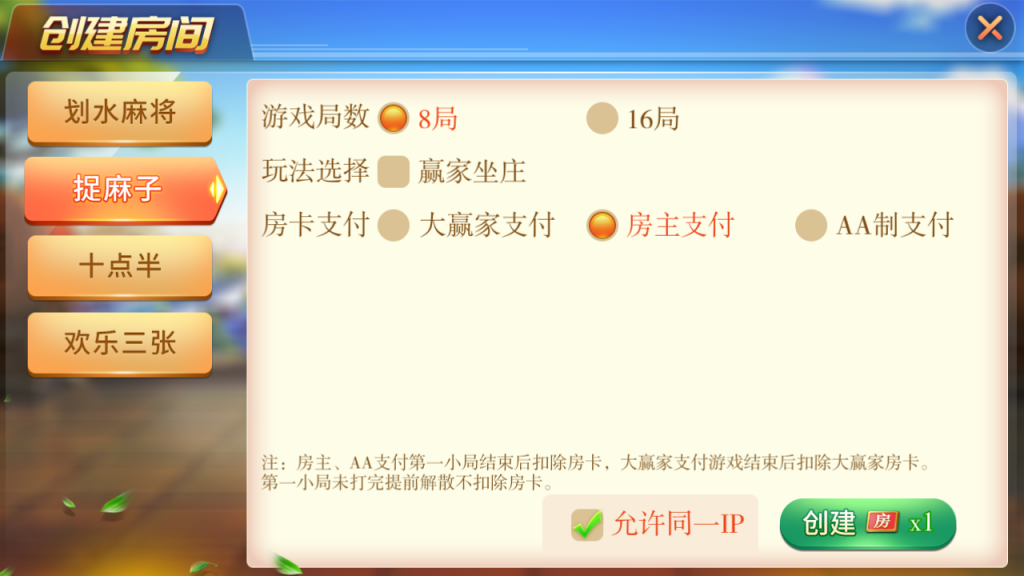 创建房间
划水麻将
捉麻子
十点半
欢乐三张
游戏局数 8局 16局
玩法选择 赢家坐庄
房卡支付 大赢家支付 房主支付 AA制支付
注：房主、AA支付第一小局结束后扣除房卡，大赢家支付游戏结束后扣除大赢家房卡。
第一小局未打完提前解散不扣除房卡。
允许同一IP
创建 房 x1